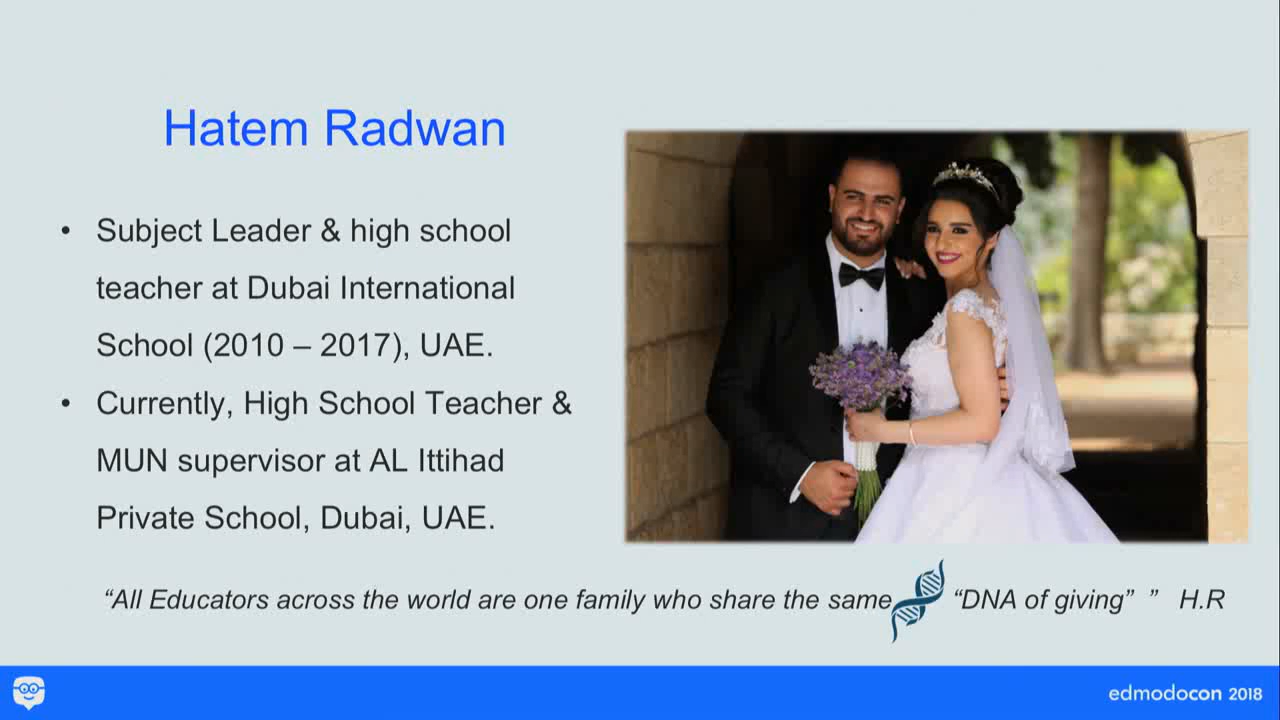 Hatem Radwan
• Subject Leader & high school
teacher at Dubai International
School (2010 – 2017), UAE.
• Currently, High School Teacher &
MUN supervisor at AL Ittihad
Private School, Dubai, UAE.
“All Educators across the world are one family who share the same “DNA of giving” ” H.R
edmodocon 2018